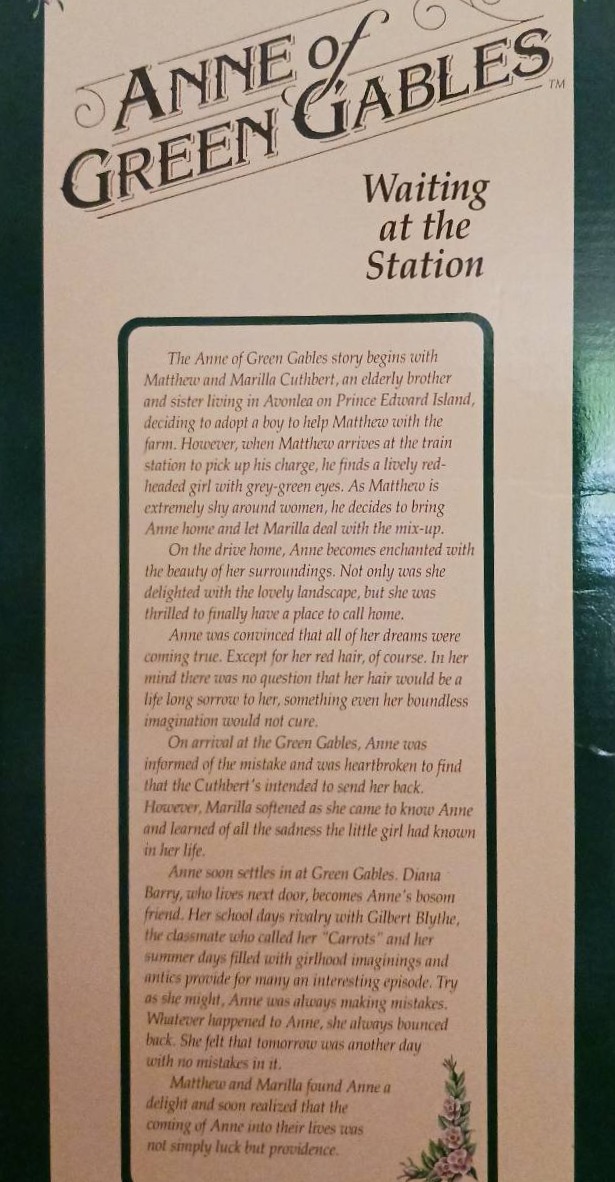 ANNE of
GREEN GABLES™
Waiting
at the
Station
The Anne of Green Gables story begins with
Matthew and Marilla Cuthbert, an elderly brother
and sister living in Avonlea on Prince Edward Island,
deciding to adopt a boy to help Matthew with the
farm. However, when Matthew arrives at the train
station to pick up his charge, he finds a lively red-
headed girl with grey-green eyes. As Matthew is
extremely shy around women, he decides to bring
Anne home and let Marilla deal with the mix-up.
On the drive home, Anne becomes enchanted with
the beauty of her surroundings. Not only was she
delighted with the lovely landscape, but she was
thrilled to finally have a place to call home.
Anne was convinced that all of her dreams were
coming true. Except for her red hair, of course. In her
mind there was no question that her hair would be a
life long sorrow to her, something even her boundless
imagination would not cure.
On arrival at the Green Gables, Anne was
informed of the mistake and was heartbroken to find
that the Cuthbert's intended to send her back.
However, Marilla softened as she came to know Anne
and learned of all the sadness the little girl had known
in her life.
Anne soon settles in at Green Gables. Diana
Barry, who lives next door, becomes Anne's bosom
friend. Her school days rivalry with Gilbert Blythe,
the classmate who called her "Carrots" and her
summer days filled with girlhood imaginings and
antics provide for many an interesting episode. Try
as she might, Anne was always making mistakes.
Whatever happened to Anne, she always bounced
back. She felt that tomorrow was another day
with no mistakes in it.
Matthew and Marilla found Anne a
delight and soon realized that the
coming of Anne into their lives was
not simply luck but providence.